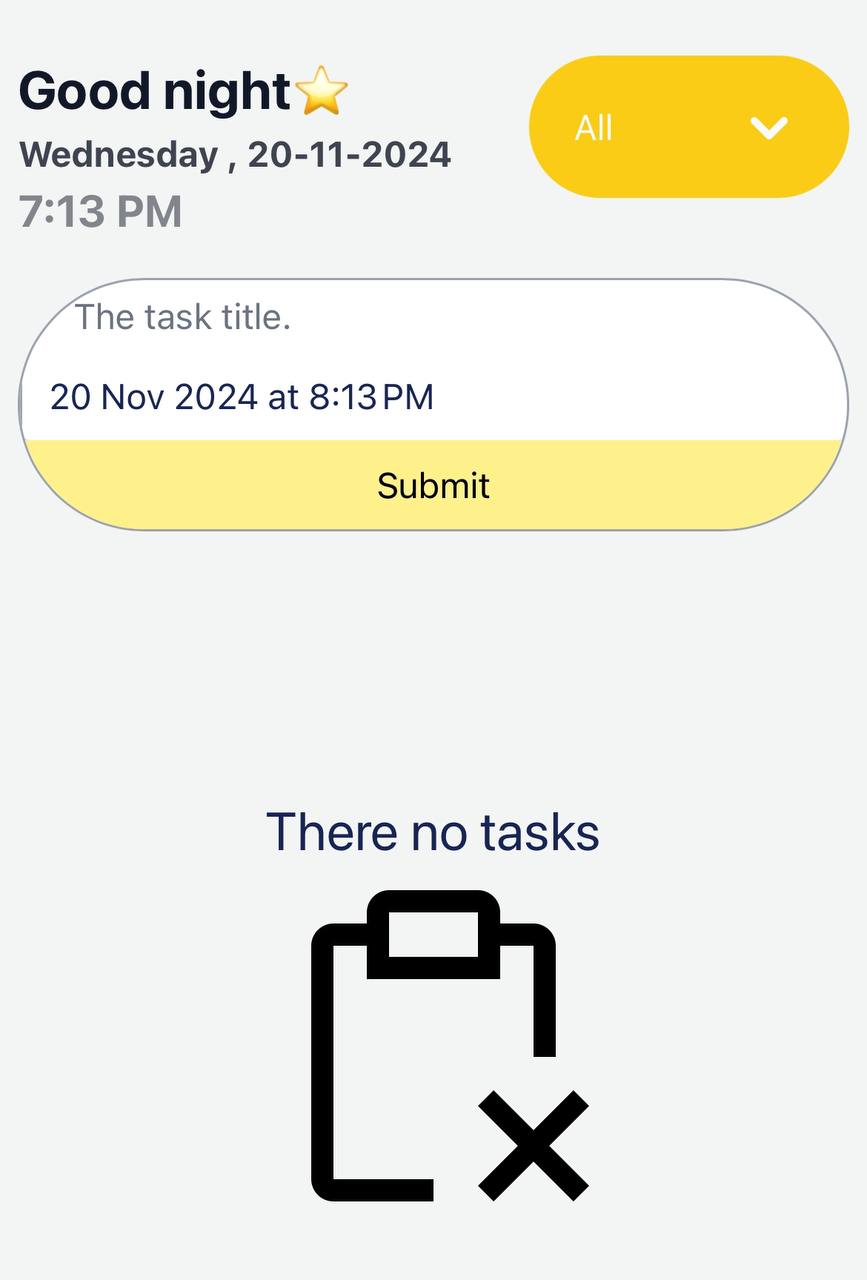 Good night⭐
Wednesday , 20-11-2024
7:13 PM
All
The task title.
20 Nov 2024 at 8:13 PM
Submit
There no tasks